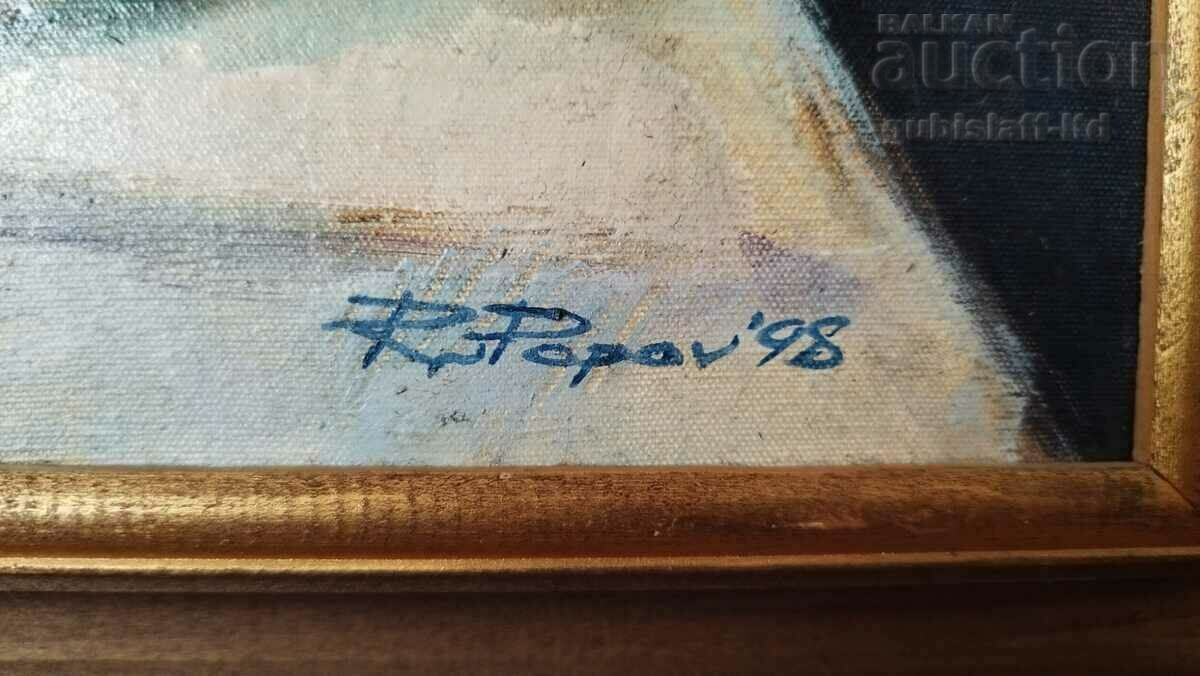 BALKAN
auction
gubislaff-ltd
R. Popov '98